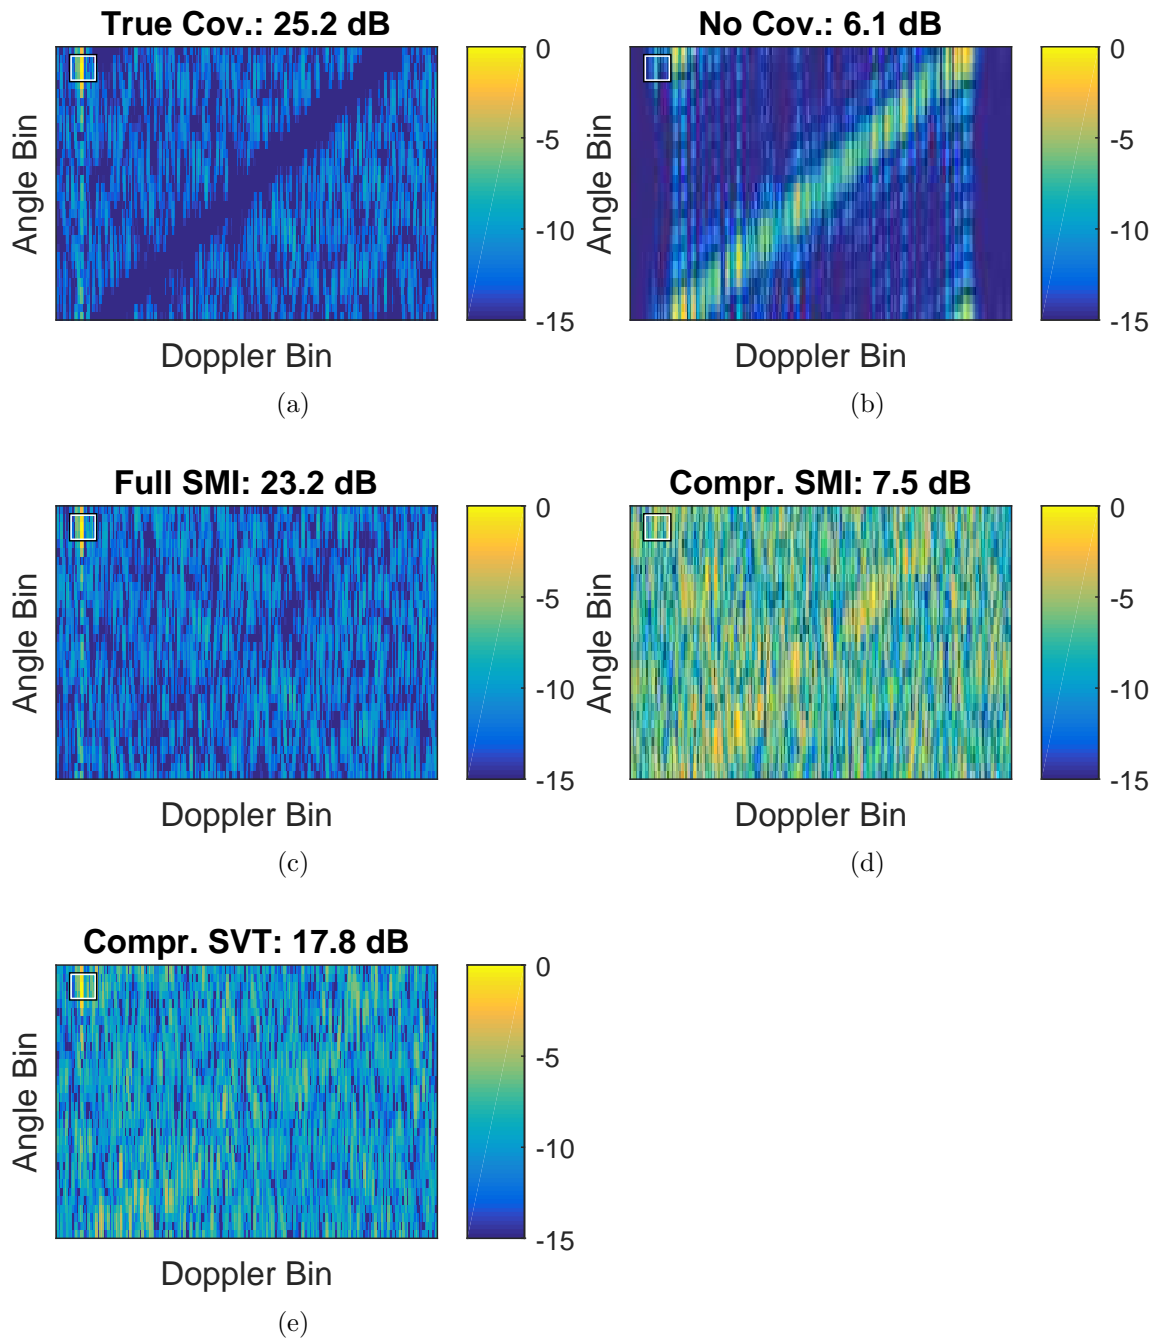 True Cov.: 25.2 dB
Angle Bin
0
-5
-10
-15
Doppler Bin
(a)
No Cov.: 6.1 dB
Angle Bin
0
-5
-10
-15
Doppler Bin
(b)
Full SMI: 23.2 dB
Angle Bin
0
-5
-10
-15
Doppler Bin
(c)
Compr. SMI: 7.5 dB
Angle Bin
0
-5
-10
-15
Doppler Bin
(d)
Compr. SVT: 17.8 dB
Angle Bin
0
-5
-10
-15
Doppler Bin
(e)